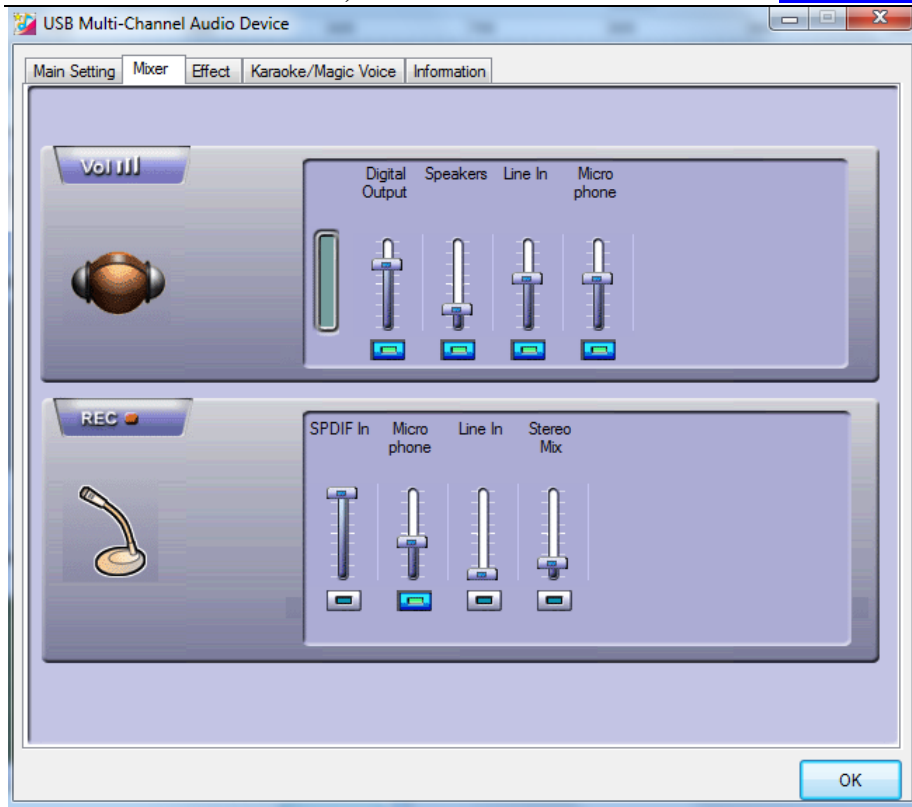 USB Multi-Channel Audio Device
Main Setting Mixer Effect Karaoke/Magic Voice Information
Vol
Digital Output
Speakers
Line In
Micro phone
REC
SPDIF In
Micro phone
Line In
Stereo Mix
OK